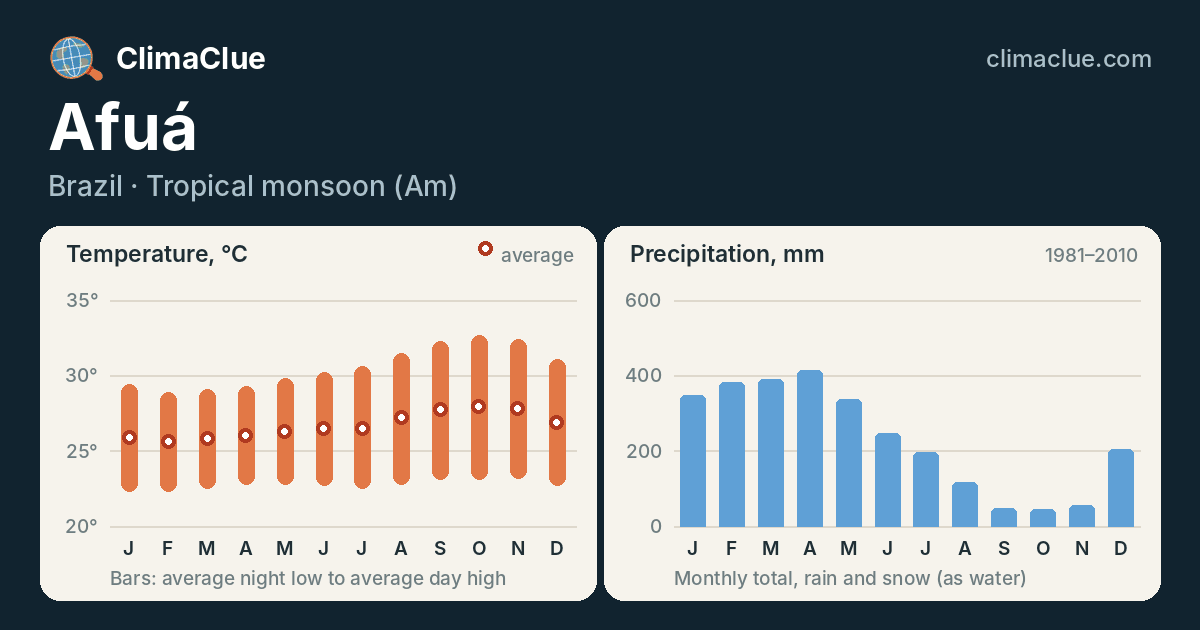 ClimaClue
climaclue.com
Afuá
Brazil · Tropical monsoon (Am)
Temperature, °C
average
35°
30°
25°
20°
J F M A M J J A S O N D
Bars: average night low to average day high
Precipitation, mm
1981–2010
600
400
200
0
J F M A M J J A S O N D
Monthly total, rain and snow (as water)